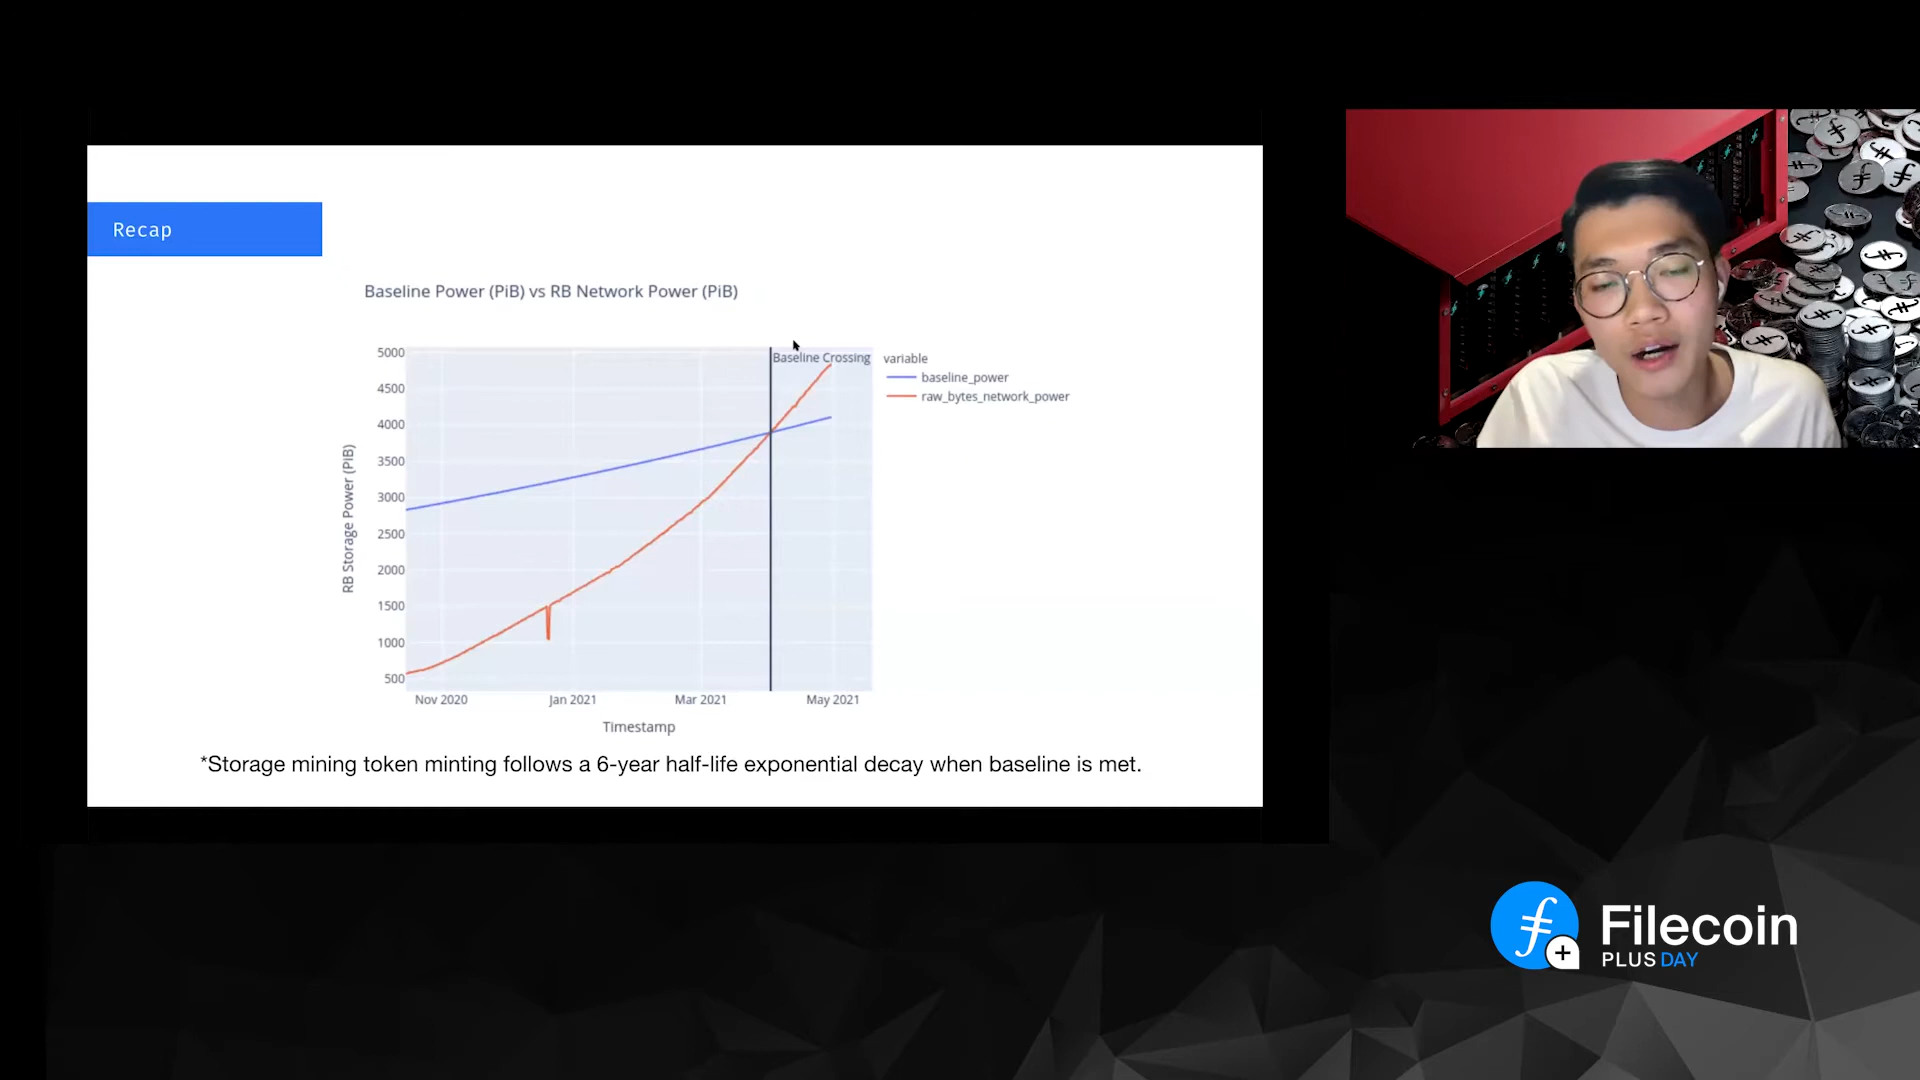 Recap
Baseline Power (PiB) vs RB Network Power (PiB)
Baseline Crossing
variable
baseline_power
raw_bytes_network_power
RB Storage Power (PiB)
5000
4500
4000
3500
3000
2500
2000
1500
1000
500
Nov 2020 Jan 2021 Mar 2021 May 2021
Timestamp
*Storage mining token minting follows a 6-year half-life exponential decay when baseline is met.
Filecoin
PLUS DAY